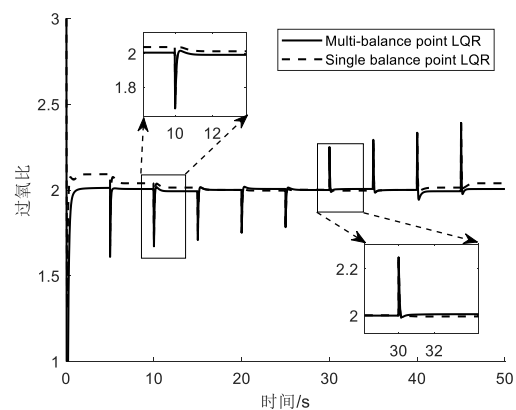 3
2.5
2
1.5
1
过氧比
Multi-balance point LQR
Single balance point LQR
2
1.8
10 12
2.2
2
30 32
0 10 20 30 40 50
时间/s